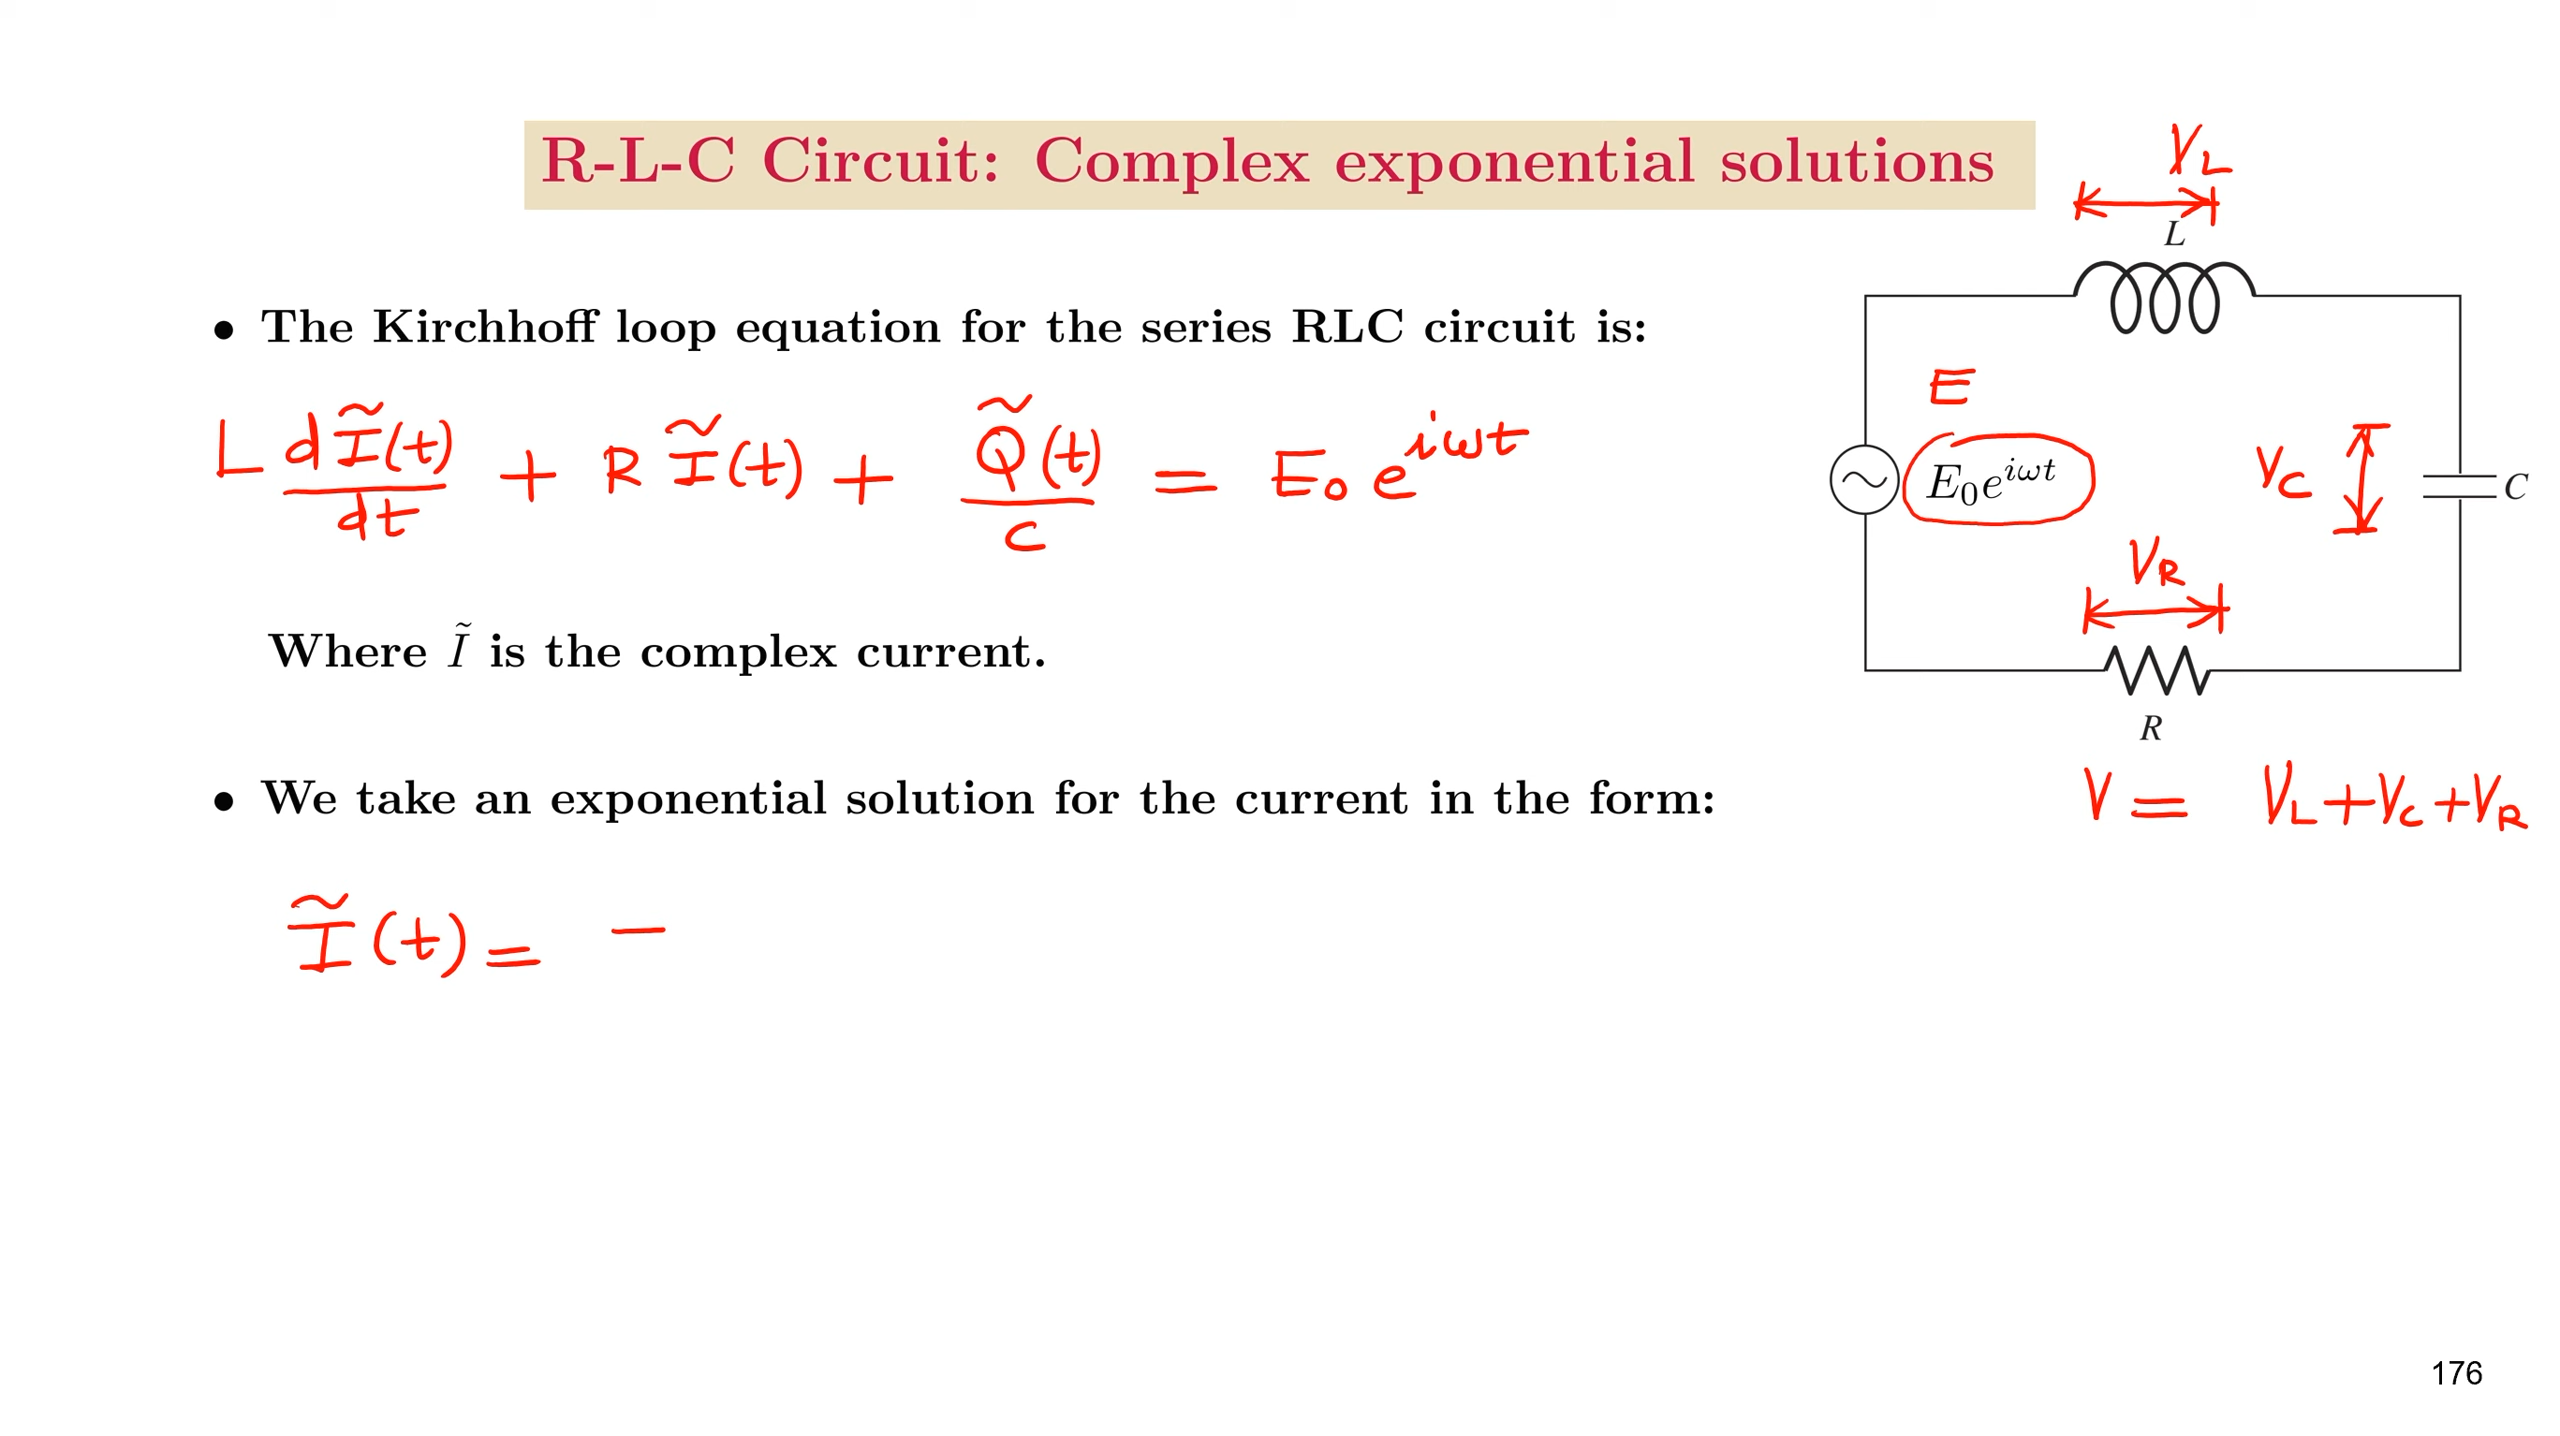 R-L-C Circuit: Complex exponential solutions
V_L
L
• The Kirchhoff loop equation for the series RLC circuit is:
E
L dĨ(t)/dt + R Ĩ(t) + Q̃(t)/C = E₀ e^{iωt}
E₀e^{iωt}
V_C
C
V_R
Where Ĩ is the complex current.
R
• We take an exponential solution for the current in the form:
V = V_L + V_C + V_R
Ĩ(t) = –
176